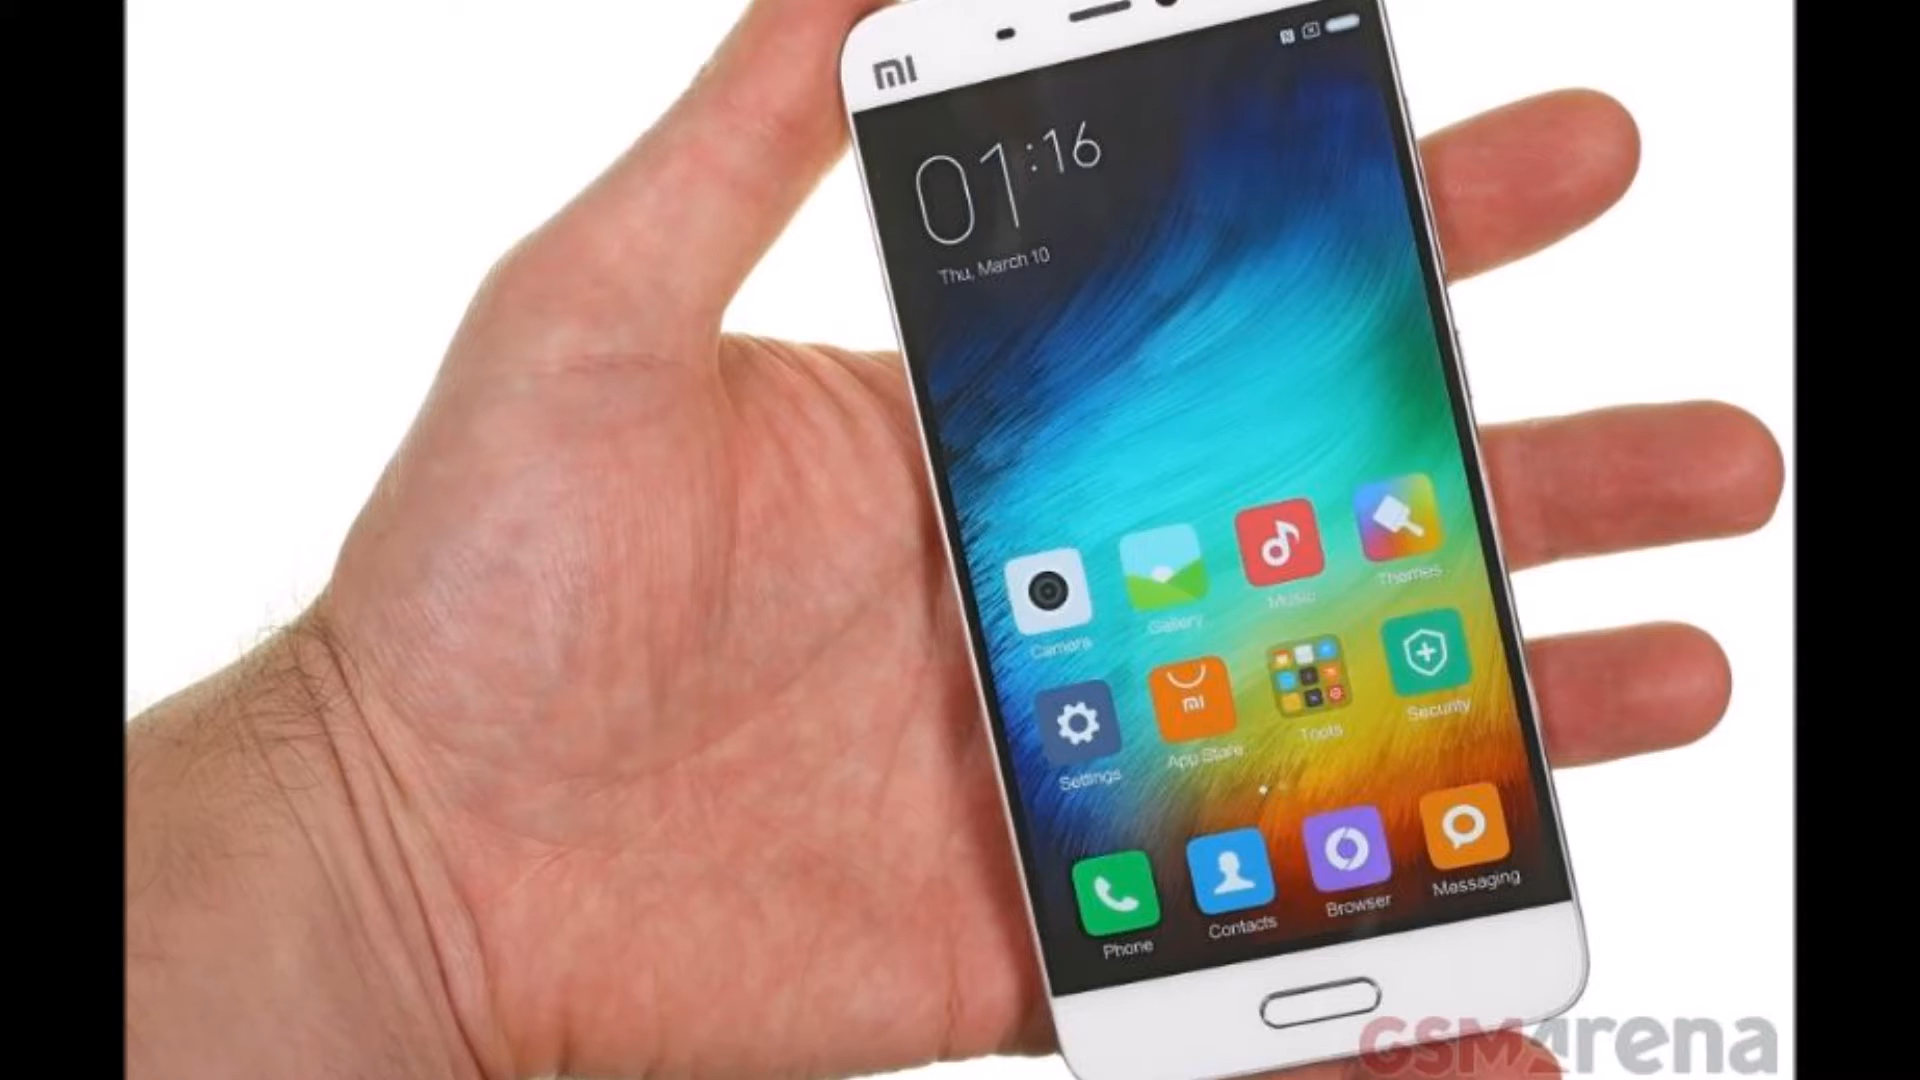 MI
01:16
Thu, March 10
Camera
Gallery
Music
Themes
Settings
App Store
Tools
Security
Phone
Contacts
Browser
Messaging
GSMArena